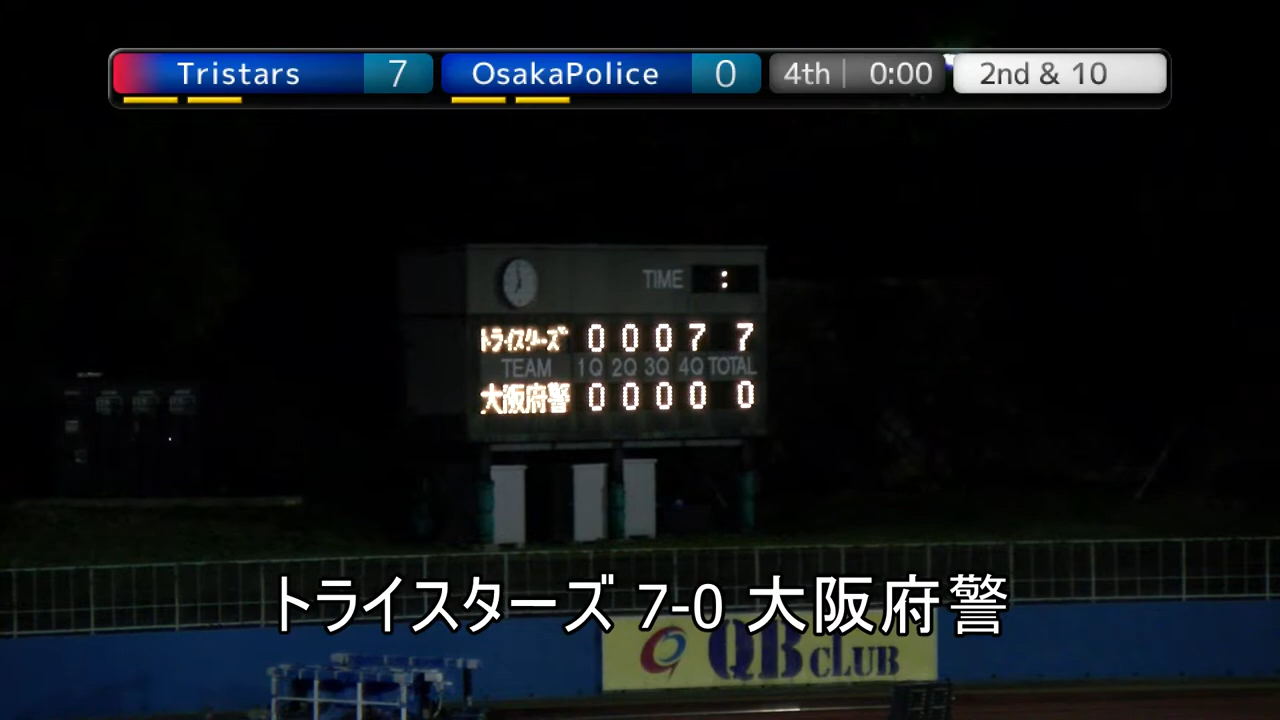 Tristars 7 OsakaPolice 0 4th 0:00 2nd & 10
TIME :
トライスターズ 0 0 0 7 7
TEAM 1Q 2Q 3Q 4Q TOTAL
大阪府警 0 0 0 0 0
トライスターズ 7-0 大阪府警
QB CLUB